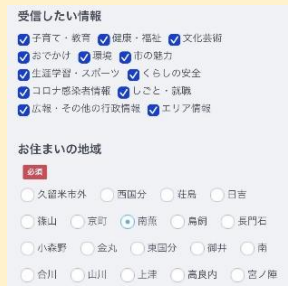 受信したい情報
子育て・教育 健康・福祉 文化芸術
おでかけ 環境 市の魅力
生涯学習・スポーツ くらしの安全
コロナ感染者情報 しごと・就職
広報・その他の行政情報 エリア情報
お住まいの地域
必須
久留米市外 西国分 荘島 日吉
篠山 京町 南薫 鳥飼 長門石
小森野 金丸 東国分 御井 南
合川 山川 上津 高良内 宮ノ陣